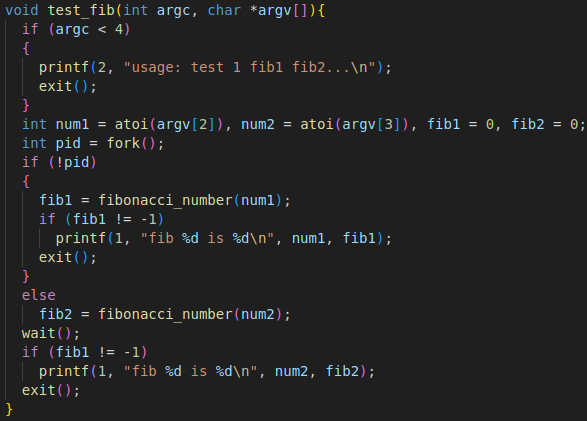 void test_fib(int argc, char *argv[]){
if (argc < 4)
{
printf(2, "usage: test 1 fib1 fib2...\n");
exit();
}
int num1 = atoi(argv[2]), num2 = atoi(argv[3]), fib1 = 0, fib2 = 0;
int pid = fork();
if (!pid)
{
fib1 = fibonacci_number(num1);
if (fib1 != -1)
printf(1, "fib %d is %d\n", num1, fib1);
exit();
}
else
fib2 = fibonacci_number(num2);
wait();
if (fib1 != -1)
printf(1, "fib %d is %d\n", num2, fib2);
exit();
}